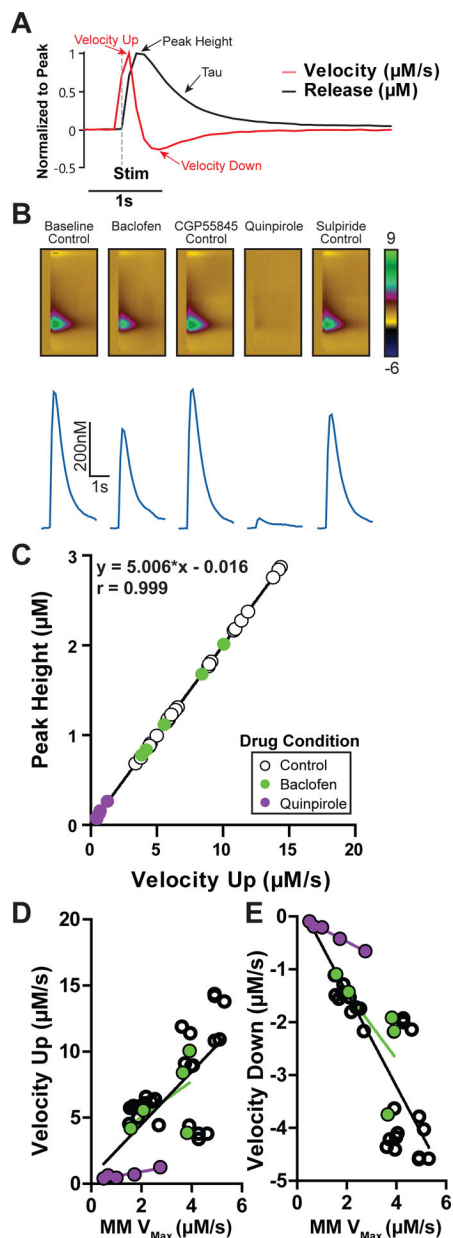 A
Velocity Up
Peak Height
Tau
Velocity (µM/s)
Release (µM)
Velocity Down
Normalized to Peak
1
0.5
0
-0.5
Stim
1s
B
Baseline Control
Baclofen
CGP55845 Control
Quinpirole
Sulpiride Control
9
-6
200nM
1s
C
y = 5.006*x - 0.016
r = 0.999
Peak Height (µM)
3
2
1
0
Drug Condition
Control
Baclofen
Quinpirole
0 5 10 15 20
Velocity Up (µM/s)
D
Velocity Up (µM/s)
20
15
10
5
0
0 2 4 6
MM VMax (µM/s)
E
Velocity Down (µM/s)
0
-1
-2
-3
-4
-5
0 2 4 6
MM VMax (µM/s)